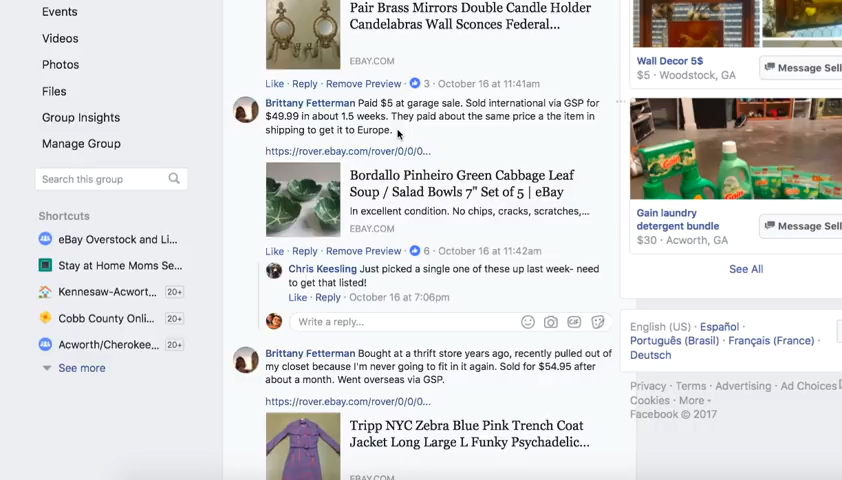 Events
Videos
Photos
Files
Group Insights
Manage Group
Search this group
Shortcuts
eBay Overstock and Li...
Stay at Home Moms Se...
Kennesaw-Acwort... 20+
Cobb County Onli... 20+
Acworth/Cherokee... 20+
See more
Pair Brass Mirrors Double Candle Holder
Candelabras Wall Sconces Federal...
EBAY.COM
Like · Reply · Remove Preview · 3 · October 16 at 11:41am
Brittany Fetterman Paid $5 at garage sale. Sold international via GSP for
$49.99 in about 1.5 weeks. They paid about the same price a the item in
shipping to get it to Europe.
https://rover.ebay.com/rover/0/0/0...
Bordallo Pinheiro Green Cabbage Leaf
Soup / Salad Bowls 7" Set of 5 | eBay
In excellent condition. No chips, cracks, scratches,...
EBAY.COM
Like · Reply · Remove Preview · 6 · October 16 at 11:42am
Chris Keesling Just picked a single one of these up last week- need
to get that listed!
Like · Reply · October 16 at 7:06pm
Write a reply...
GIF
Brittany Fetterman Bought at a thrift store years ago, recently pulled out of
my closet because I'm never going to fit in it again. Sold for $54.95 after
about a month. Went overseas via GSP.
https://rover.ebay.com/rover/0/0/0...
Tripp NYC Zebra Blue Pink Trench Coat
Jacket Long Large L Funky Psychadelic...
EBAY.COM
Wall Decor 5$
$5 · Woodstock, GA
Message Sell
Gain
Gain laundry
detergent bundle
$30 · Acworth, GA
Message Sell
See All
English (US) · Español ·
Português (Brasil) · Français (France) ·
Deutsch
Privacy · Terms · Advertising · Ad Choices
Cookies · More
Facebook © 2017